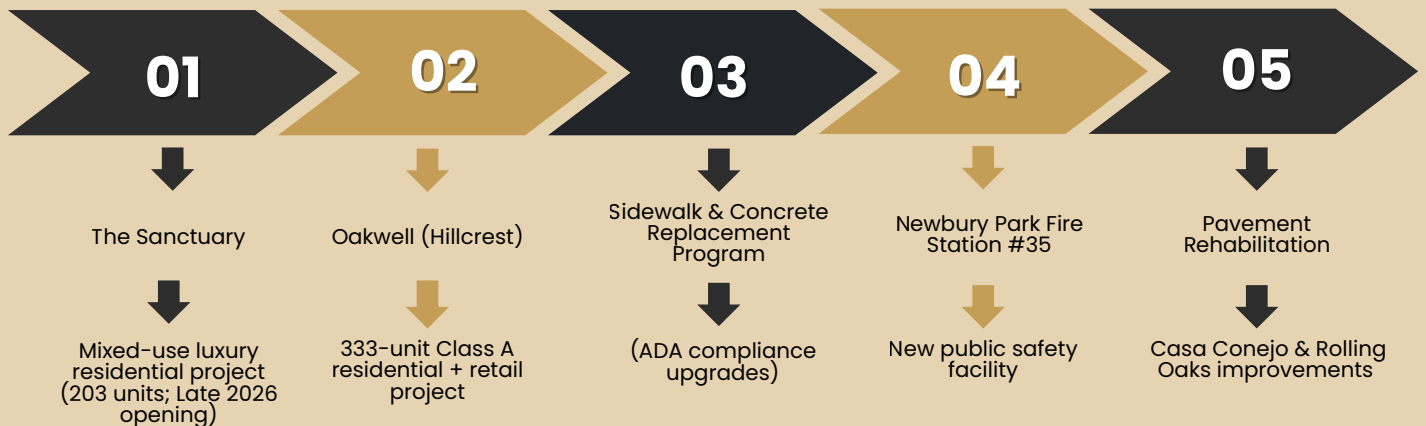 01
02
03
04
05
The Sanctuary
Oakwell (Hillcrest)
Sidewalk & Concrete
Replacement
Program
Newbury Park Fire
Station #35
Pavement
Rehabilitation
Mixed-use luxury
residential project
(203 units; Late 2026
opening)
333-unit Class A
residential + retail
project
(ADA compliance
upgrades)
New public safety
facility
Casa Conejo & Rolling
Oaks improvements